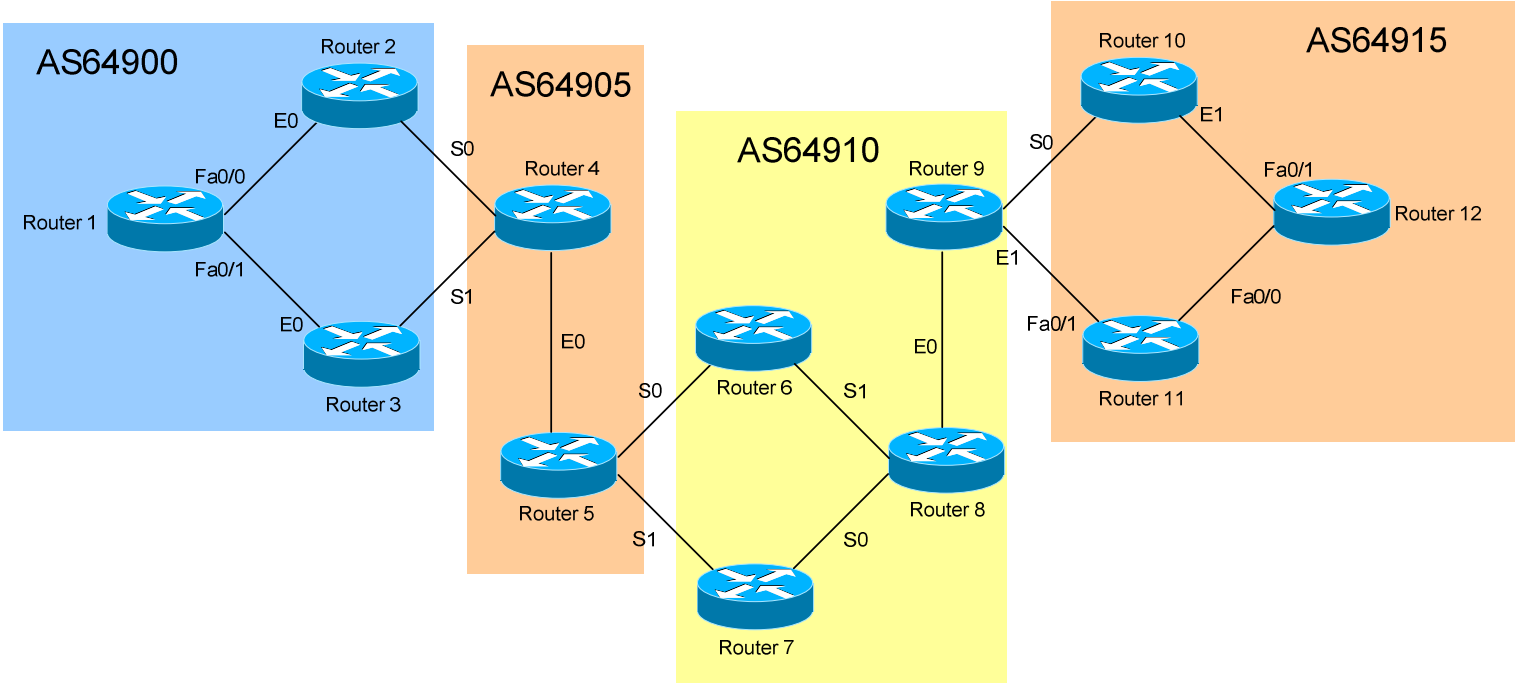 AS64900
Router 2
E0
Fa0/0
Router 1
Fa0/1
E0
Router 3
S0
S1
AS64905
Router 4
E0
Router 5
S0
S1
AS64910
Router 9
Router 6
S1
E0
Router 8
S0
Router 7
S0
E1
Fa0/1
AS64915
Router 10
E1
Fa0/1
Router 12
Fa0/0
Router 11